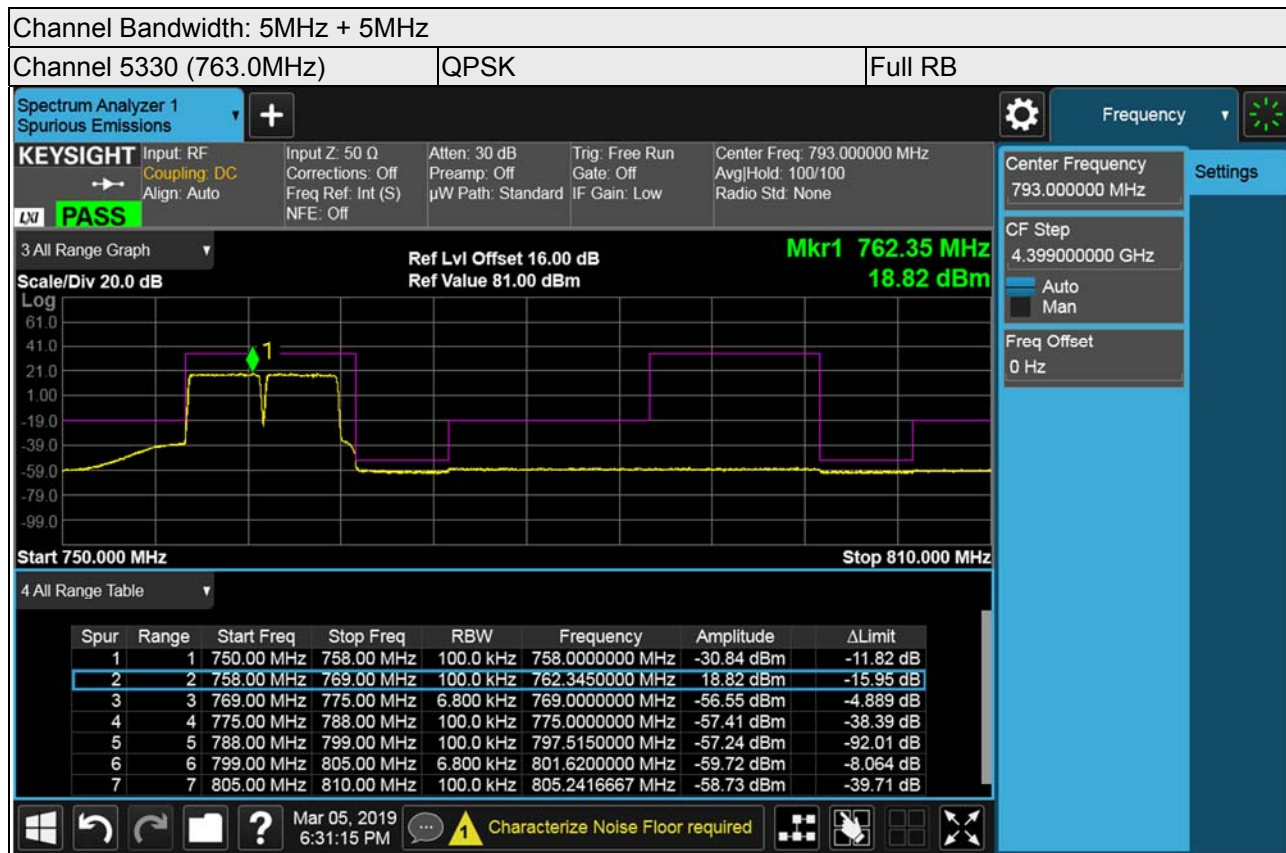 Channel Bandwidth: 5MHz + 5MHz
Channel 5330 (763.0MHz) QPSK Full RB
Spectrum Analyzer 1
Spurious Emissions
+
Frequency
KEYSIGHT
LXI PASS
Input: RF
Coupling: DC
Align: Auto
Input Z: 50 Ω
Corrections: Off
Freq Ref: Int (S)
NFE: Off
Atten: 30 dB
Preamp: Off
µW Path: Standard
Trig: Free Run
Gate: Off
IF Gain: Low
Center Freq: 793.000000 MHz
Avg|Hold: 100/100
Radio Std: None
Center Frequency
793.000000 MHz
Settings
CF Step
4.399000000 GHz
Auto
Man
Freq Offset
0 Hz
3 All Range Graph
Scale/Div 20.0 dB
Ref Lvl Offset 16.00 dB
Ref Value 81.00 dBm
Mkr1 762.35 MHz
18.82 dBm
Log
61.0
41.0
21.0
1.00
-19.0
-39.0
-59.0
-79.0
-99.0
1
Start 750.000 MHz Stop 810.000 MHz
4 All Range Table
Spur Range Start Freq Stop Freq RBW Frequency Amplitude ΔLimit
1 1 750.00 MHz 758.00 MHz 100.0 kHz 758.0000000 MHz -30.84 dBm -11.82 dB
2 2 758.00 MHz 769.00 MHz 100.0 kHz 762.3450000 MHz 18.82 dBm -15.95 dB
3 3 769.00 MHz 775.00 MHz 6.800 kHz 769.0000000 MHz -56.55 dBm -4.889 dB
4 4 775.00 MHz 788.00 MHz 100.0 kHz 775.0000000 MHz -57.41 dBm -38.39 dB
5 5 788.00 MHz 799.00 MHz 100.0 kHz 797.5150000 MHz -57.24 dBm -92.01 dB
6 6 799.00 MHz 805.00 MHz 6.800 kHz 801.6200000 MHz -59.72 dBm -8.064 dB
7 7 805.00 MHz 810.00 MHz 100.0 kHz 805.2416667 MHz -58.73 dBm -39.71 dB
?
Mar 05, 2019
6:31:15 PM
1 Characterize Noise Floor required